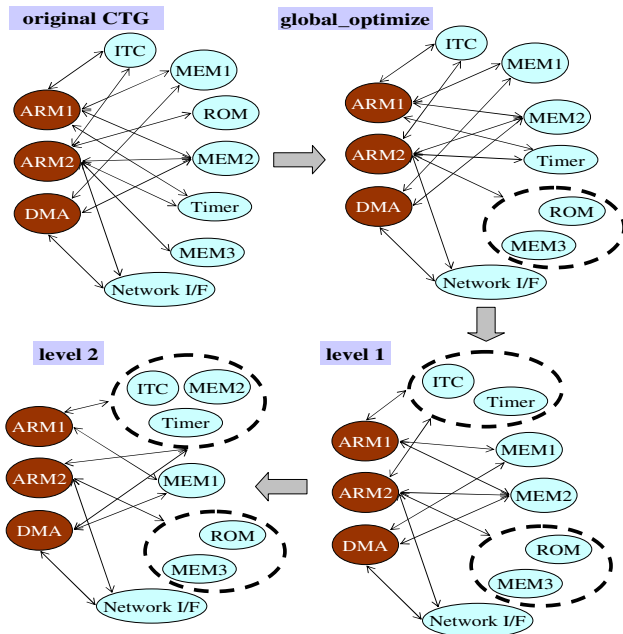 original CTG
ITC
MEM1
ARM1
ROM
ARM2
MEM2
DMA
Timer
MEM3
Network I/F
global_optimize
ITC
MEM1
ARM1
MEM2
ARM2
Timer
DMA
ROM
MEM3
Network I/F
level 2
ITC
MEM2
Timer
ARM1
ARM2
MEM1
DMA
ROM
MEM3
Network I/F
level 1
ITC
Timer
ARM1
MEM1
ARM2
MEM2
DMA
ROM
MEM3
Network I/F